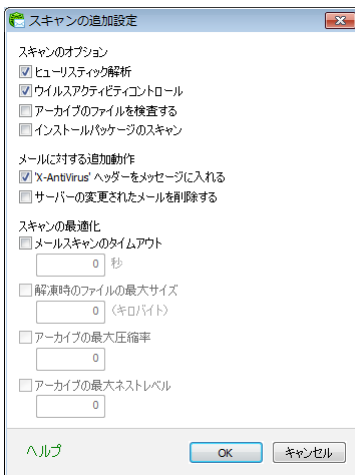 スキャンの追加設定
スキャンのオプション
ヒューリスティック解析
ウイルスアクティビティコントロール
アーカイブのファイルを検査する
インストールパッケージのスキャン
メールに対する追加動作
'X-AntiVirus' ヘッダーをメッセージに入れる
サーバーの変更されたメールを削除する
スキャンの最適化
メールスキャンのタイムアウト
0 秒
解凍時のファイルの最大サイズ
0 (キロバイト)
アーカイブの最大圧縮率
0
アーカイブの最大ネストレベル
0
ヘルプ OK キャンセル